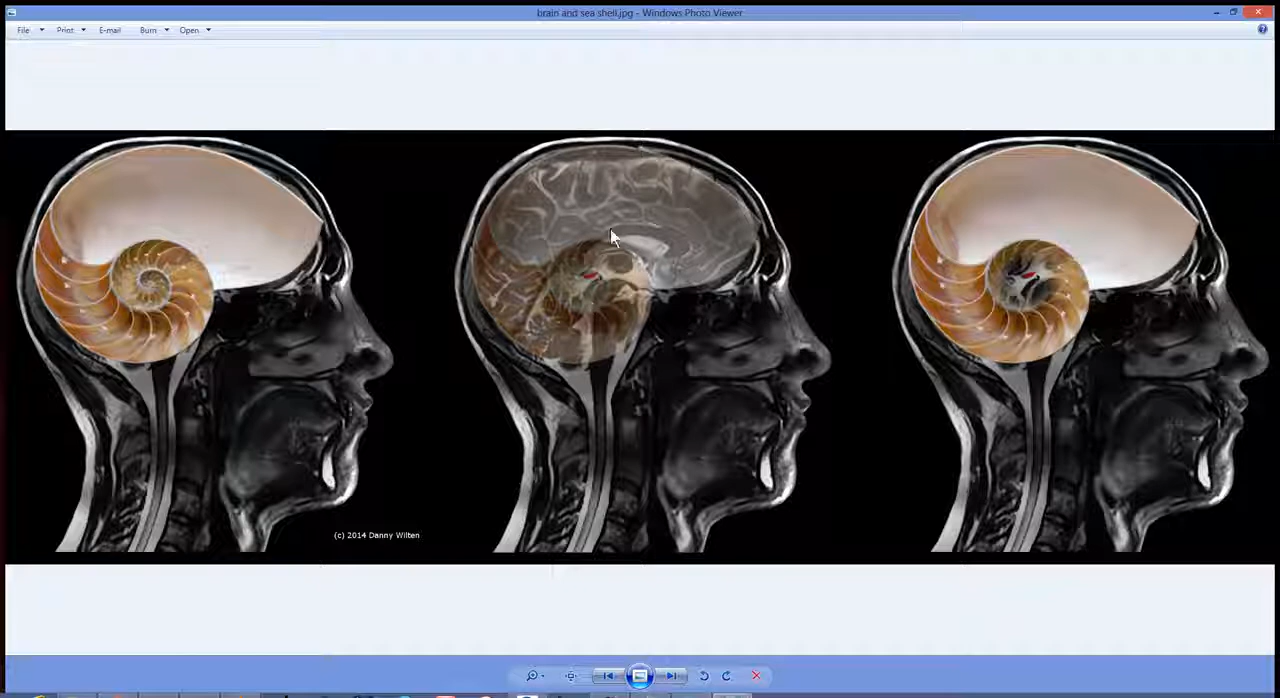 brain and sea shell.jpg - Windows Photo Viewer
File Print E-mail Burn Open
(c) 2014 Danny Wilten